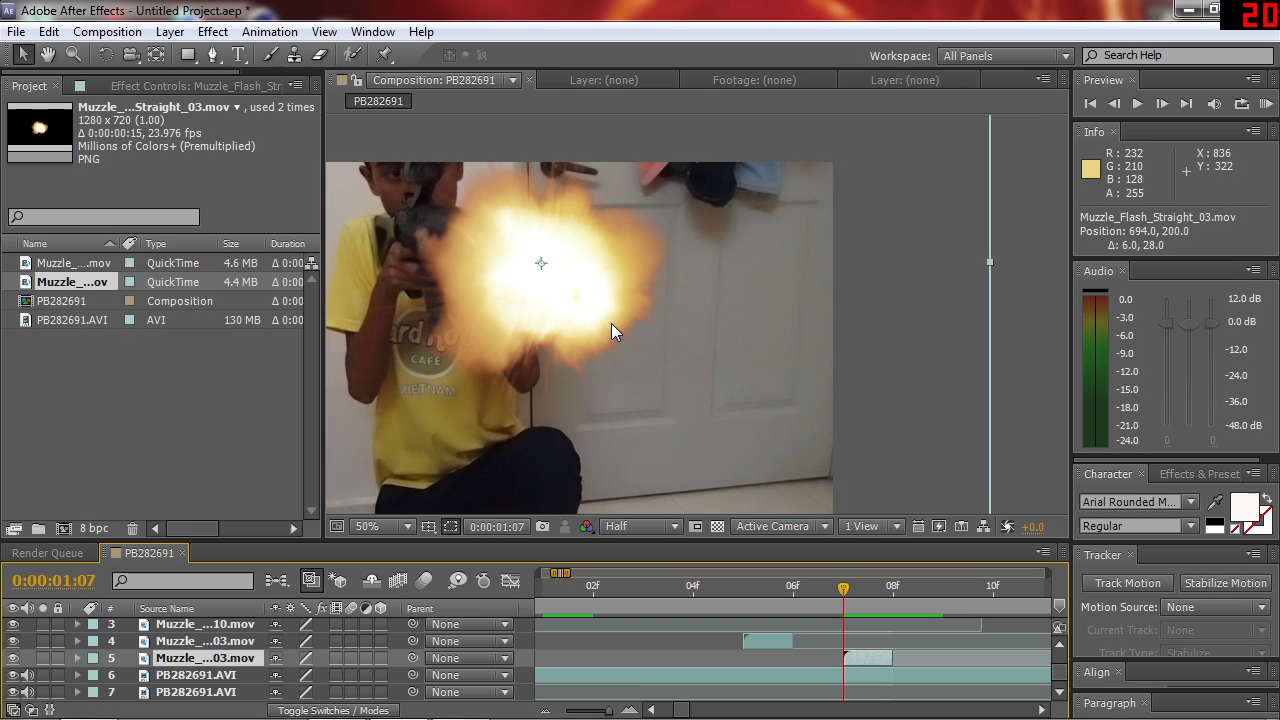 Adobe After Effects - Untitled Project.aep *
20
File Edit Composition Layer Effect Animation View Window Help
Workspace: All Panels Search Help
Project Effect Controls: Muzzle_Flash_Str
Composition: PB282691 Layer: (none) Footage: (none) Layer: (none)
Preview
PB282691
Muzzle_...Straight_03.mov ▼, used 2 times
1280 x 720 (1.00)
Δ 0:00:00:15, 23.976 fps
Millions of Colors+ (Premultiplied)
PNG
Info
R : 232 X : 836
G : 210 Y : 322
B : 128
A : 255
Muzzle_Flash_Straight_03.mov
Position: 694.0, 200.0
Δ: 6.0, 28.0
Name Type Size Duration
Muzzle_....mov QuickTime 4.6 MB Δ 0:00
Muzzle_...ov QuickTime 4.4 MB Δ 0:00
PB282691 Composition Δ 0:00
PB282691.AVI AVI 130 MB Δ 0:00
CAFE
VIETNAM
Audio
0.0 12.0 dB
-3.0 0.0 dB
-6.0
-9.0 -12.0
-12.0
-15.0 -24.0
-18.0 -36.0
-21.0
-24.0 0 0 -48.0 dB
Character Effects & Preset
Arial Rounded M...
Regular
8 bpc
50% 0:00:01:07 Half Active Camera 1 View +0.0
Render Queue PB282691
0:00:01:07
02f 04f 06f 08f 10f
# Source Name Parent
3 Muzzle_...10.mov None
4 Muzzle_...03.mov None
5 Muzzle_...03.mov None
6 PB282691.AVI None
7 PB282691.AVI None
Toggle Switches / Modes
Tracker
Track Motion Stabilize Motion
Motion Source: None
Current Track: None
Track Type: Stabilize
Align
Paragraph